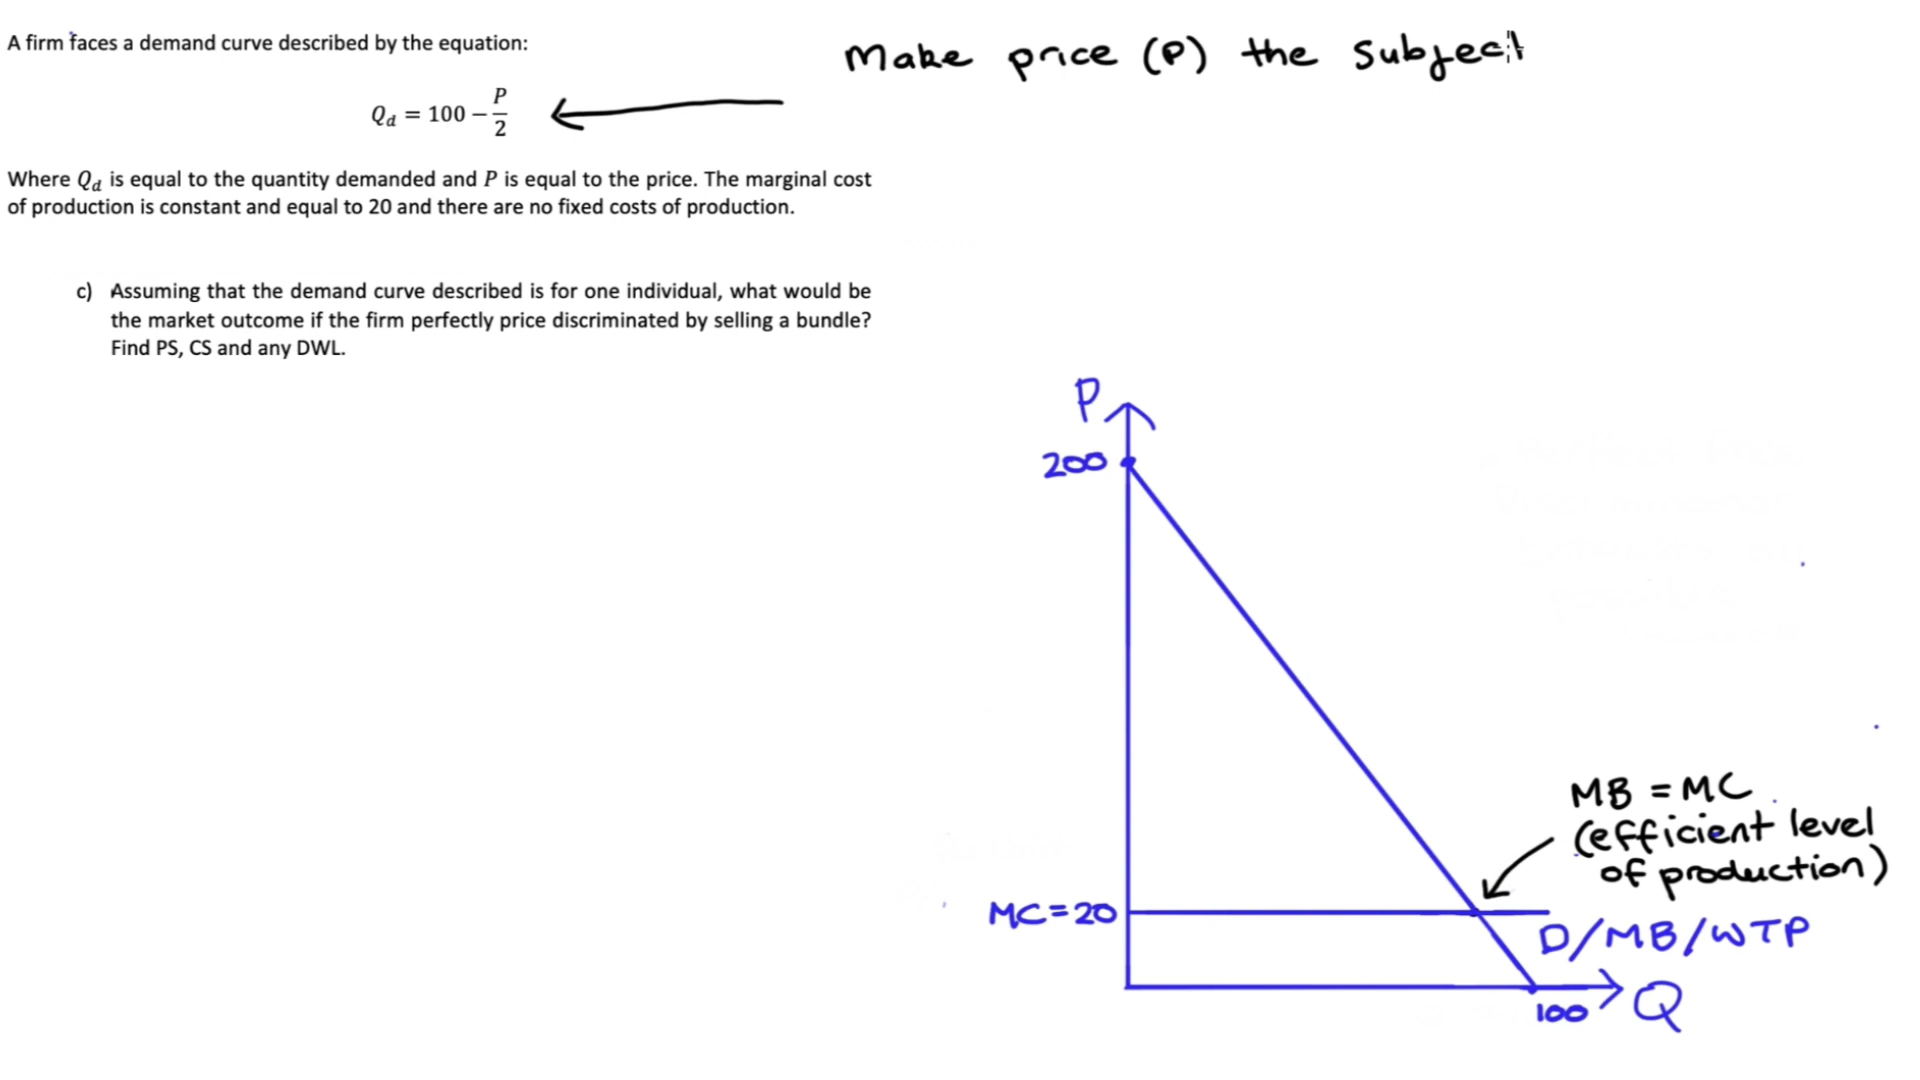 A firm faces a demand curve described by the equation:
Make price (P) the subject
Q_d = 100 − P/2
Where Q_d is equal to the quantity demanded and P is equal to the price. The marginal cost
of production is constant and equal to 20 and there are no fixed costs of production.
c) Assuming that the demand curve described is for one individual, what would be
the market outcome if the firm perfectly price discriminated by selling a bundle?
Find PS, CS and any DWL.
P
200
MB = MC
(efficient level
of production)
MC=20
D/MB/WTP
100
Q